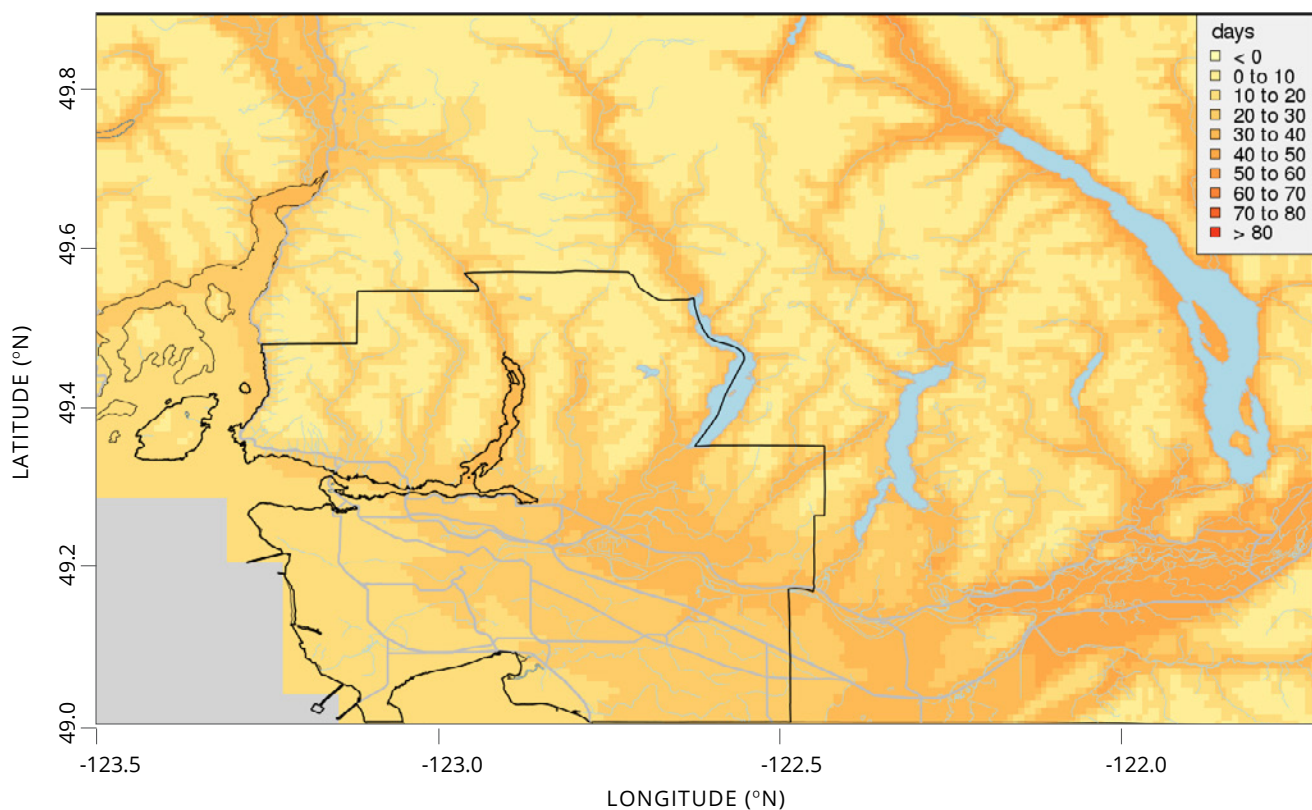 days
< 0
0 to 10
10 to 20
20 to 30
30 to 40
40 to 50
50 to 60
60 to 70
70 to 80
> 80
49.8
49.6
49.4
49.2
49.0
LATITUDE (°N)
-123.5
-123.0
-122.5
-122.0
LONGITUDE (°N)